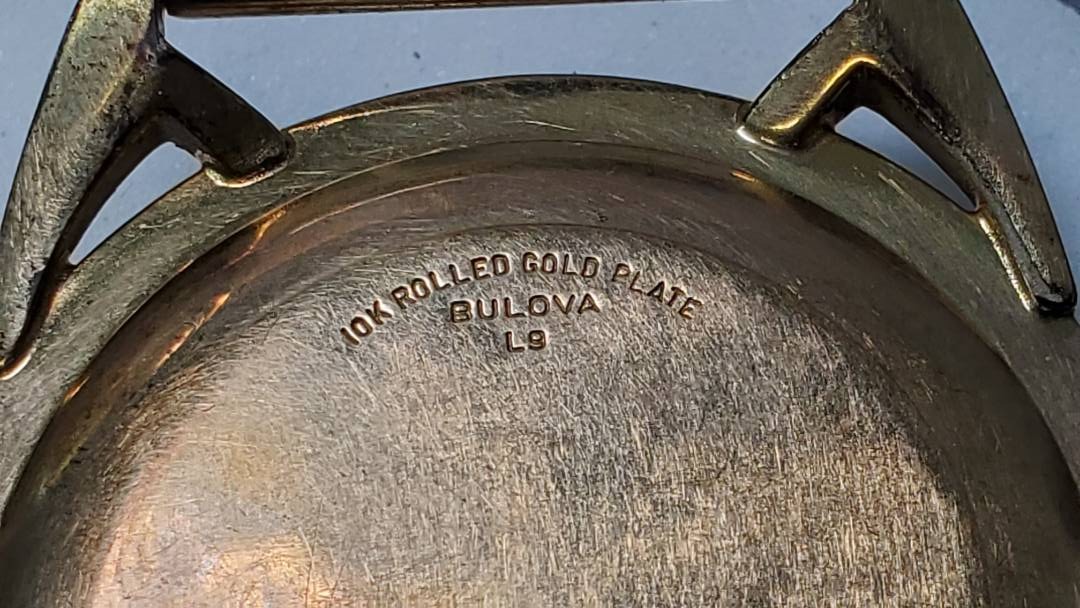 10K ROLLED GOLD PLATE
BULOVA
L9